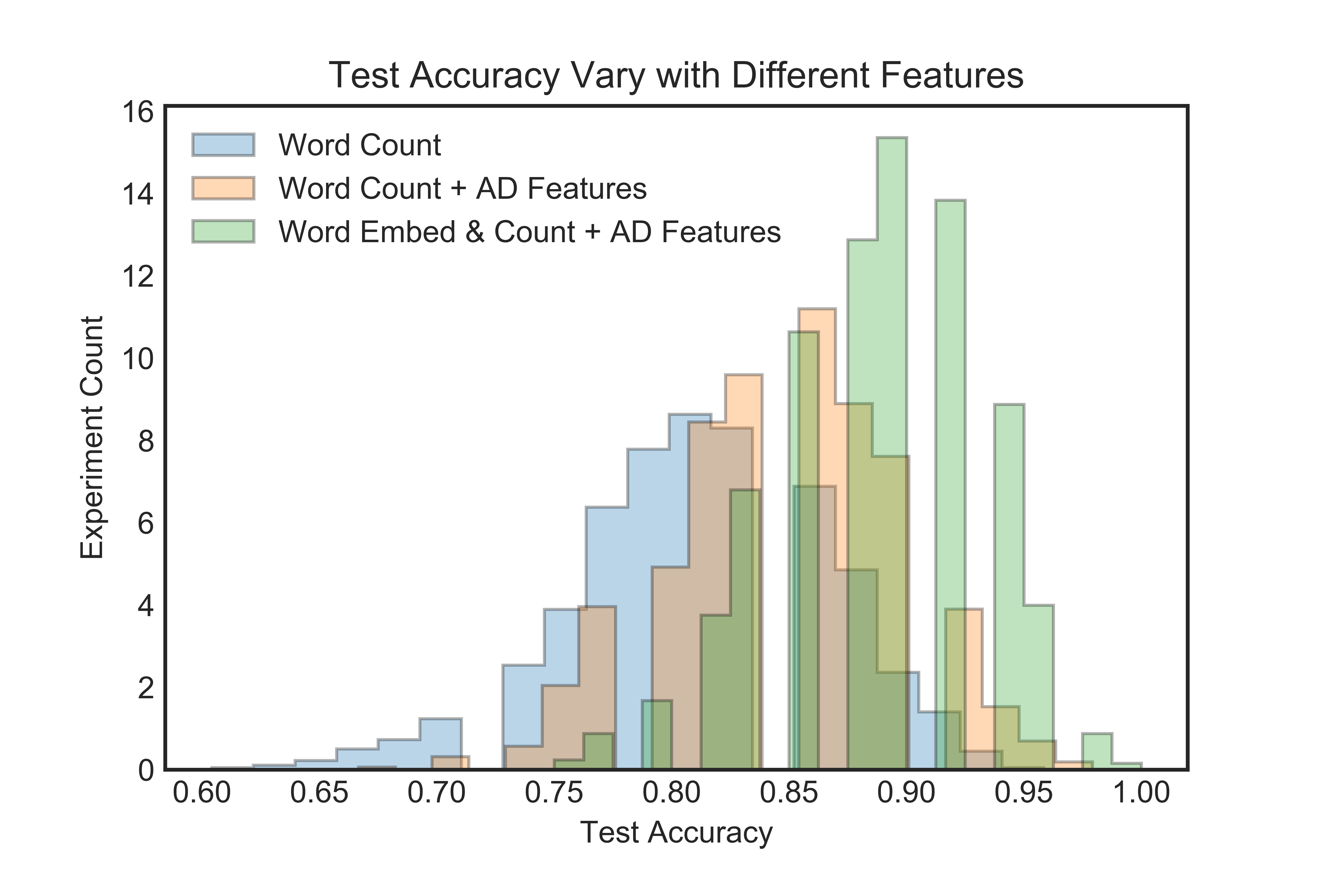 Test Accuracy Vary with Different Features
16
14
12
10
8
6
4
2
0
Experiment Count
Word Count
Word Count + AD Features
Word Embed & Count + AD Features
0.60 0.65 0.70 0.75 0.80 0.85 0.90 0.95 1.00
Test Accuracy